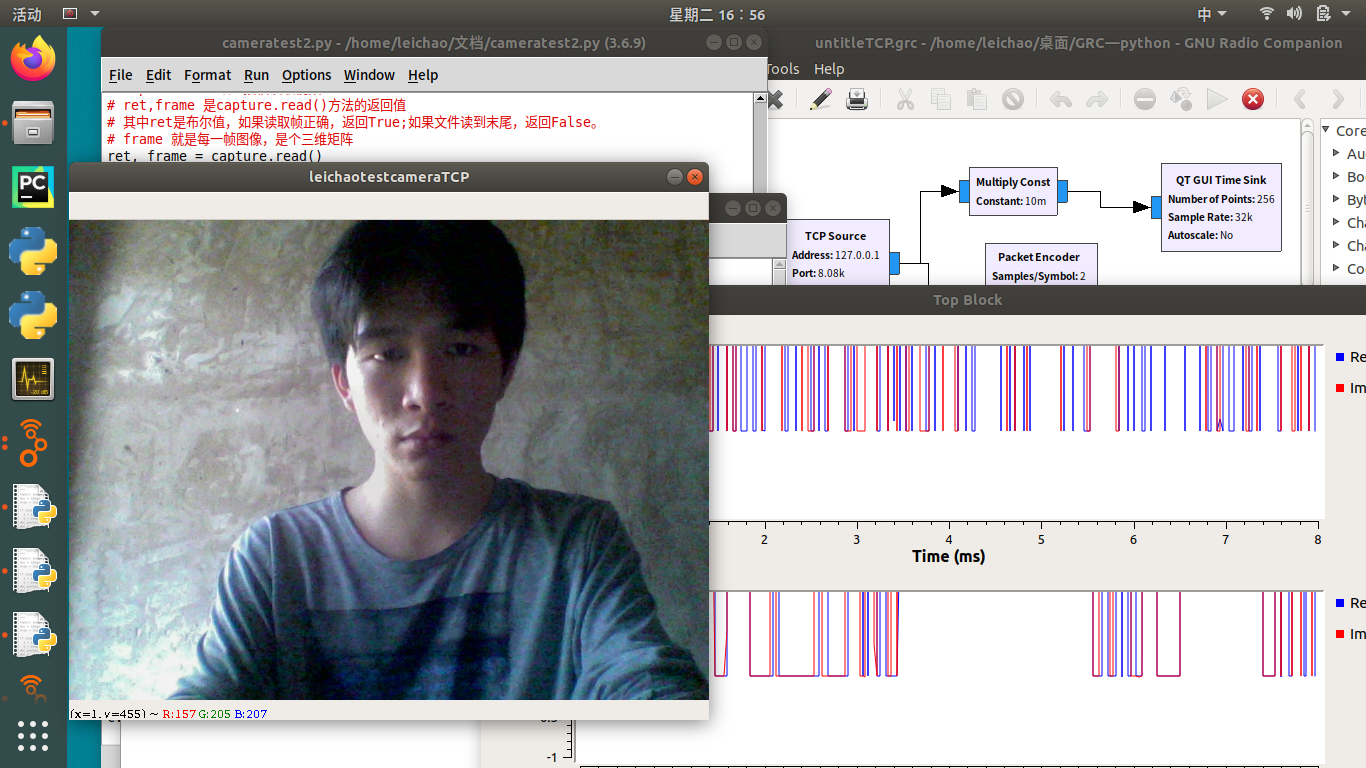 活动
星期二 16：56
中
cameratest2.py - /home/leichao/文档/cameratest2.py (3.6.9)
File Edit Format Run Options Window Help
# ret,frame 是capture.read()方法的返回值
# 其中ret是布尔值，如果读取帧正确，返回True;如果文件读到末尾，返回False。
# frame 就是每一帧图像，是个三维矩阵
ret, frame = capture.read()
leichaotestcameraTCP
(x=1, y=455) ~ R:157 G:205 B:207
PC
-20 dB
untitleTCP.grc - /home/leichao/桌面/GRC—python - GNU Radio Companion
Tools Help
TCP Source
Address: 127.0.0.1
Port: 8.08k
Multiply Const
Constant: 10m
Packet Encoder
Samples/Symbol: 2
QT GUI Time Sink
Number of Points: 256
Sample Rate: 32k
Autoscale: No
Core
Au
Bo
Byt
Cha
Cha
Co
Top Block
Re
Im
2 3 4 5 6 7 8
Time (ms)
Re
Im
-1